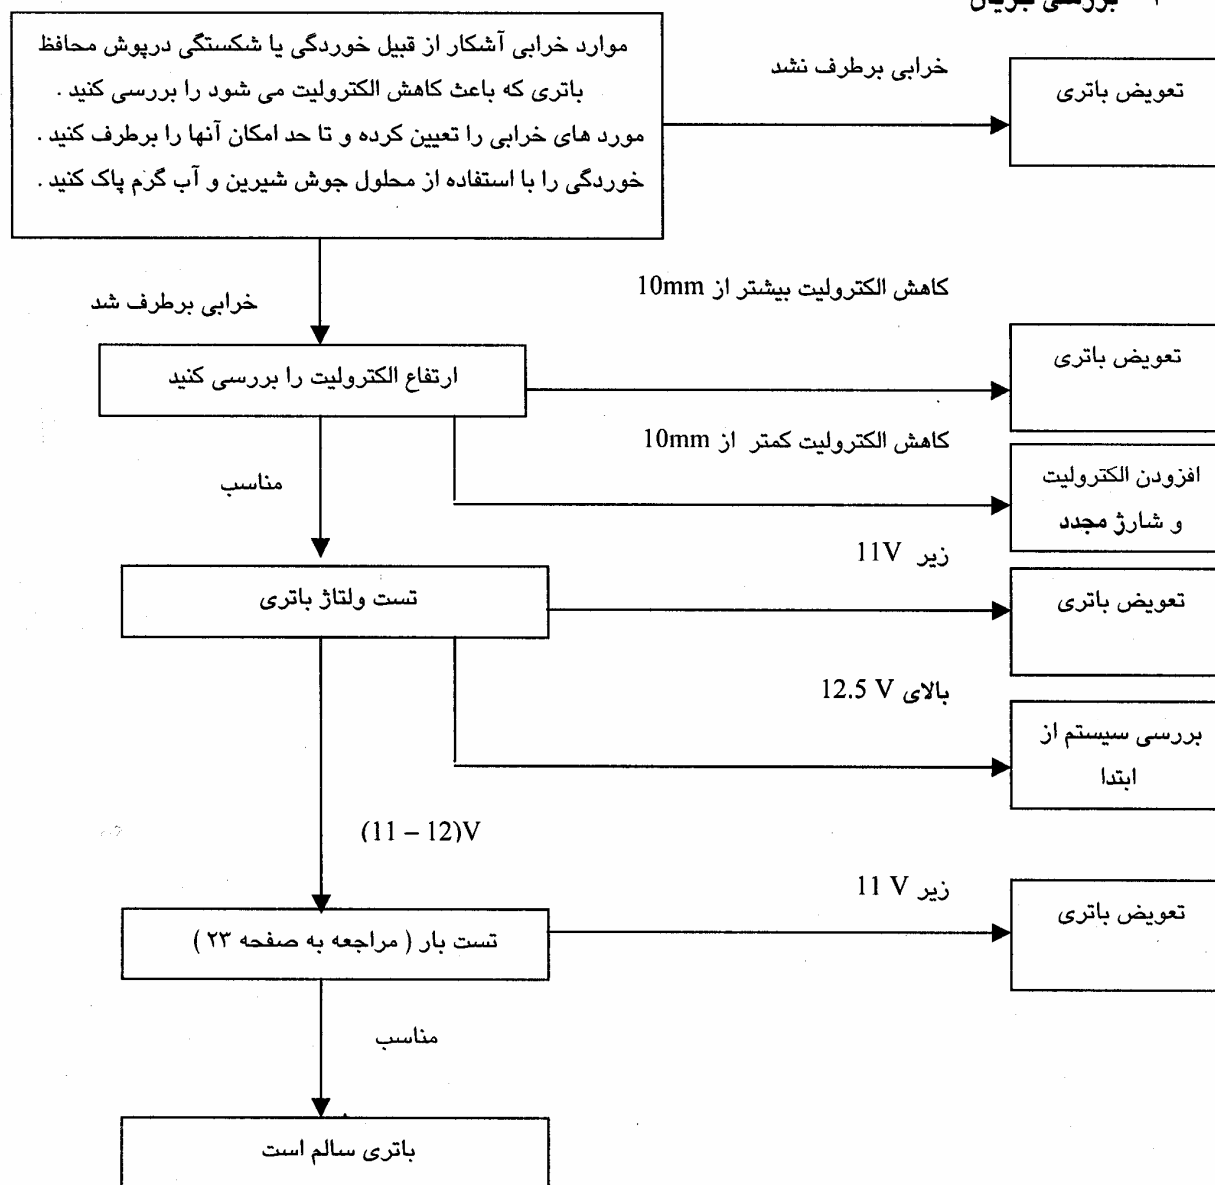 بررسی جریان
موارد خرابی آشکار از قبیل خوردگی یا شکستگی درپوش محافظ
باتری که باعث کاهش الکترولیت می شود را بررسی کنید .
مورد های خرابی را تعیین کرده و تا حد امکان آنها را برطرف کنید .
خوردگی را با استفاده از محلول جوش شیرین و آب گرم پاک کنید .
خرابی برطرف نشد
تعویض باتری
خرابی برطرف شد
ارتفاع الکترولیت را بررسی کنید
کاهش الکترولیت بیشتر از 10mm
تعویض باتری
کاهش الکترولیت کمتر از 10mm
افزودن الکترولیت
و شارژ مجدد
مناسب
تست ولتاژ باتری
زیر 11V
تعویض باتری
بالای 12.5 V
بررسی سیستم از
ابتدا
(11 – 12)V
تست بار ( مراجعه به صفحه ۲۳ )
زیر 11 V
تعویض باتری
مناسب
باتری سالم است